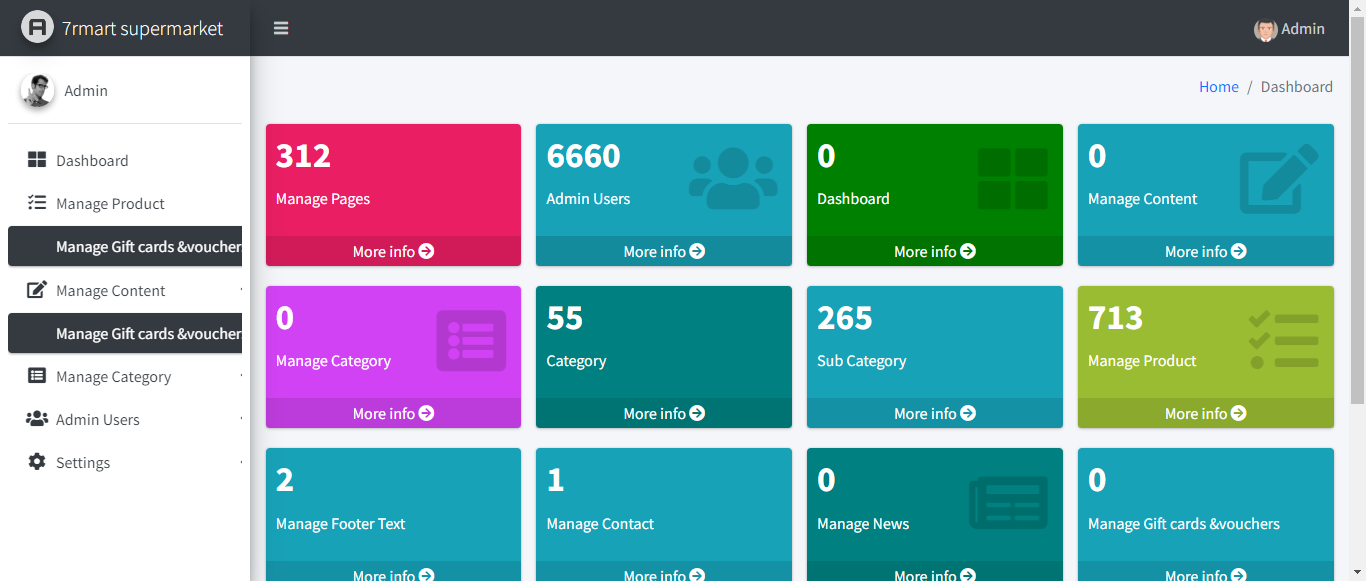 7rmart supermarket
Admin
Admin
Home / Dashboard
Dashboard
Manage Product
Manage Gift cards &voucher
Manage Content
Manage Gift cards &voucher
Manage Category
Admin Users
Settings
312
Manage Pages
More info
6660
Admin Users
More info
0
Dashboard
More info
0
Manage Content
More info
0
Manage Category
More info
55
Category
More info
265
Sub Category
More info
713
Manage Product
More info
2
Manage Footer Text
More info
1
Manage Contact
More info
0
Manage News
More info
0
Manage Gift cards &vouchers
More info